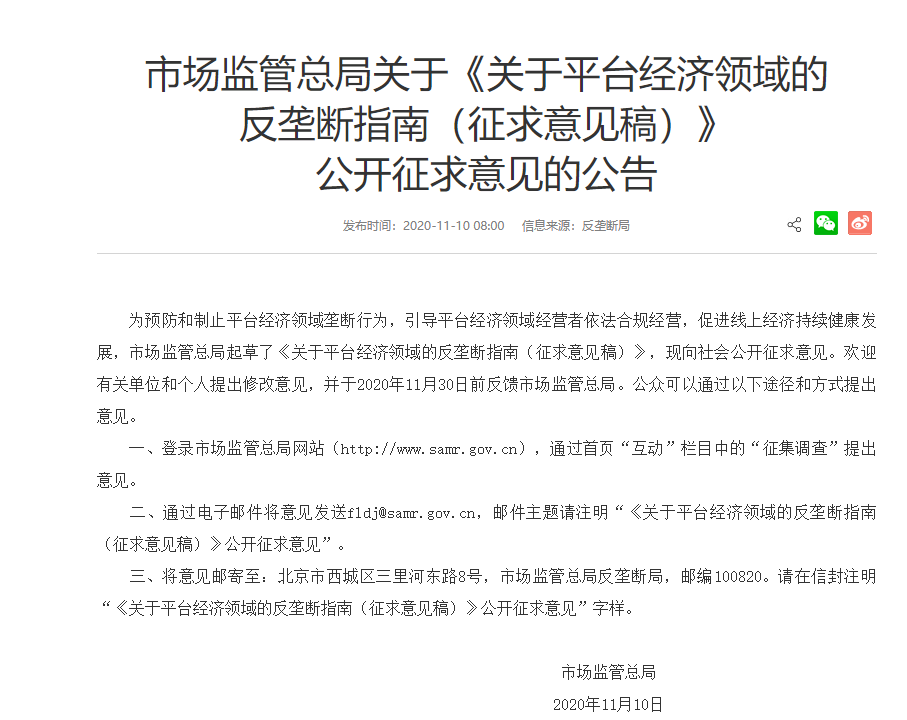 市场监管总局关于《关于平台经济领域的
反垄断指南（征求意见稿）》
公开征求意见的公告
发布时间：2020-11-10 08:00 信息来源：反垄断局
为预防和制止平台经济领域垄断行为，引导平台经济领域经营者依法合规经营，促进线上经济持续健康发
展，市场监管总局起草了《关于平台经济领域的反垄断指南（征求意见稿）》，现向社会公开征求意见。欢迎
有关单位和个人提出修改意见，并于2020年11月30日前反馈市场监管总局。公众可以通过以下途径和方式提出
意见。
一、登录市场监管总局网站（http://www.samr.gov.cn），通过首页“互动”栏目中的“征集调查”提出
意见。
二、通过电子邮件将意见发送fldj@samr.gov.cn，邮件主题请注明“《关于平台经济领域的反垄断指南
（征求意见稿）》公开征求意见”。
三、将意见邮寄至：北京市西城区三里河东路8号，市场监管总局反垄断局，邮编100820。请在信封注明
“《关于平台经济领域的反垄断指南（征求意见稿）》公开征求意见”字样。
市场监管总局
2020年11月10日